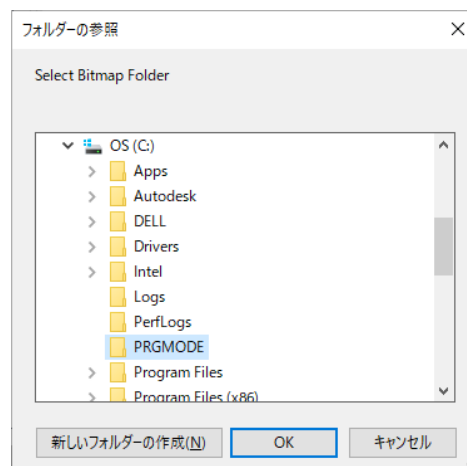 フォルダーの参照
Select Bitmap Folder
OS (C:)
Apps
Autodesk
DELL
Drivers
Intel
Logs
PerfLogs
PRGMODE
Program Files
Program Files (x86)
新しいフォルダーの作成(N) OK キャンセル